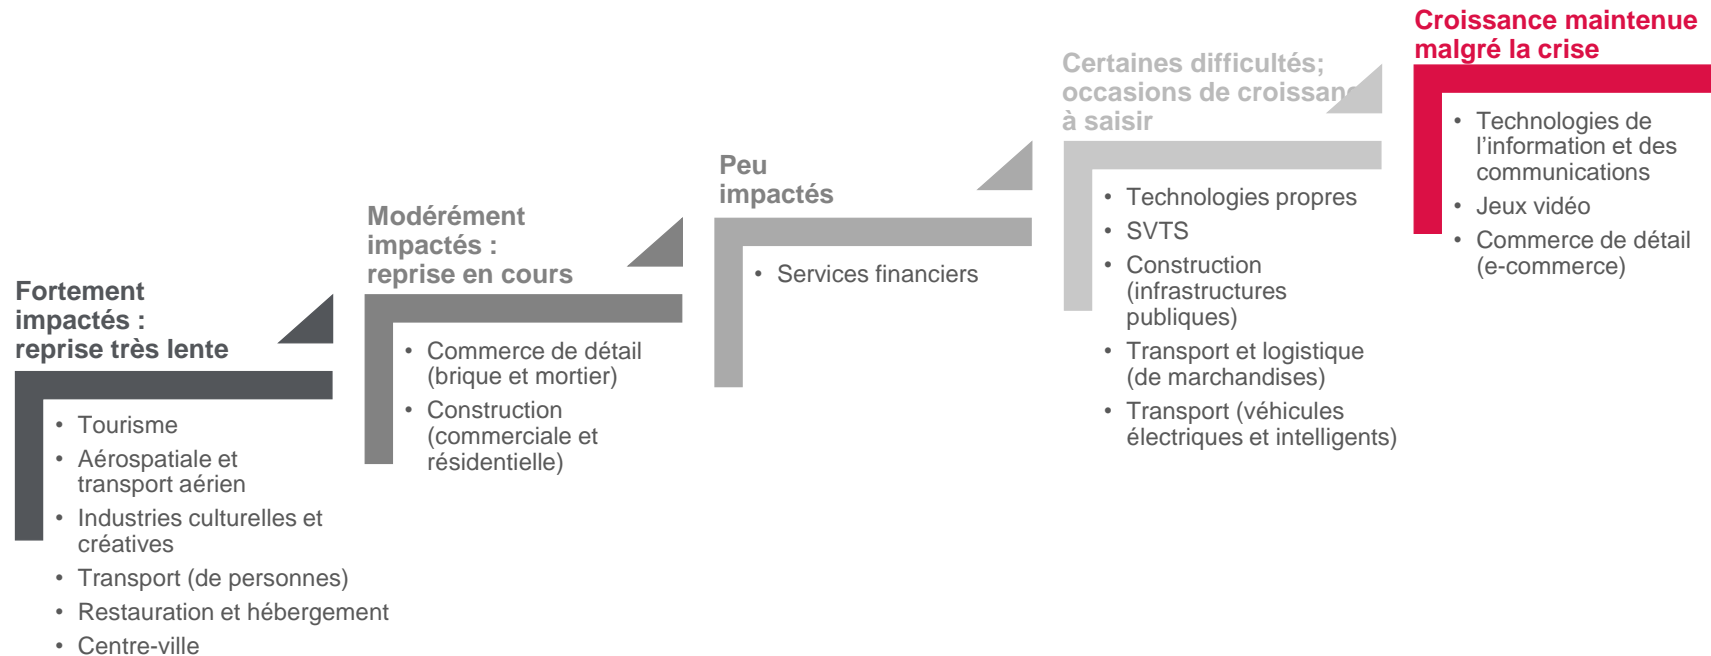 Fortement
impactés :
reprise très lente
• Tourisme
• Aérospatiale et
transport aérien
• Industries culturelles et
créatives
• Transport (de personnes)
• Restauration et hébergement
• Centre-ville
Modérément
impactés :
reprise en cours
• Commerce de détail
(brique et mortier)
• Construction
(commerciale et
résidentielle)
Peu
impactés
• Services financiers
Certaines difficultés;
occasions de croissance
à saisir
• Technologies propres
• SVTS
• Construction
(infrastructures
publiques)
• Transport et logistique
(de marchandises)
• Transport (véhicules
électriques et intelligents)
Croissance maintenue
malgré la crise
• Technologies de
l'information et des
communications
• Jeux vidéo
• Commerce de détail
(e-commerce)